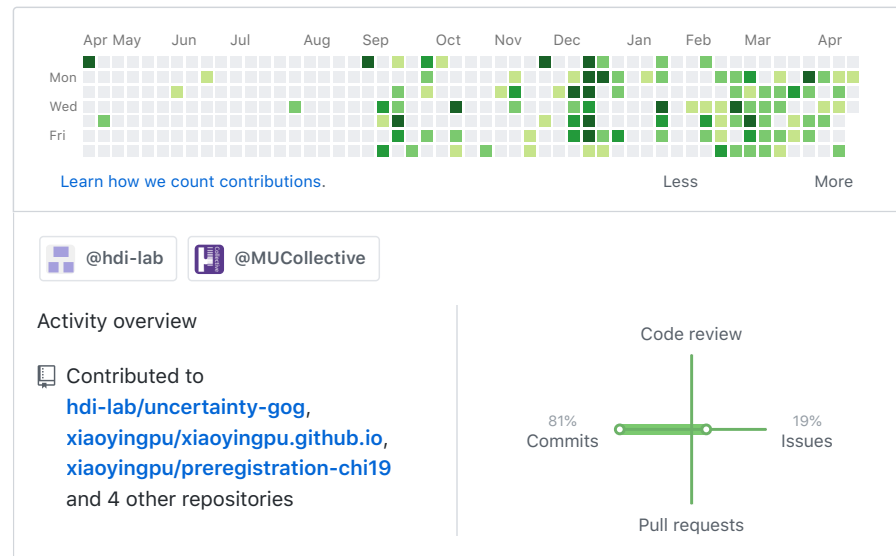 Apr May Jun Jul Aug Sep Oct Nov Dec Jan Feb Mar Apr
Mon
Wed
Fri
Learn how we count contributions. Less More
@hdi-lab Collective @MUCollective
Activity overview
Contributed to
hdi-lab/uncertainty-gog,
xiaoyingpu/xiaoyingpu.github.io,
xiaoyingpu/preregistration-chi19
and 4 other repositories
Code review
81% 19%
Commits Issues
Pull requests